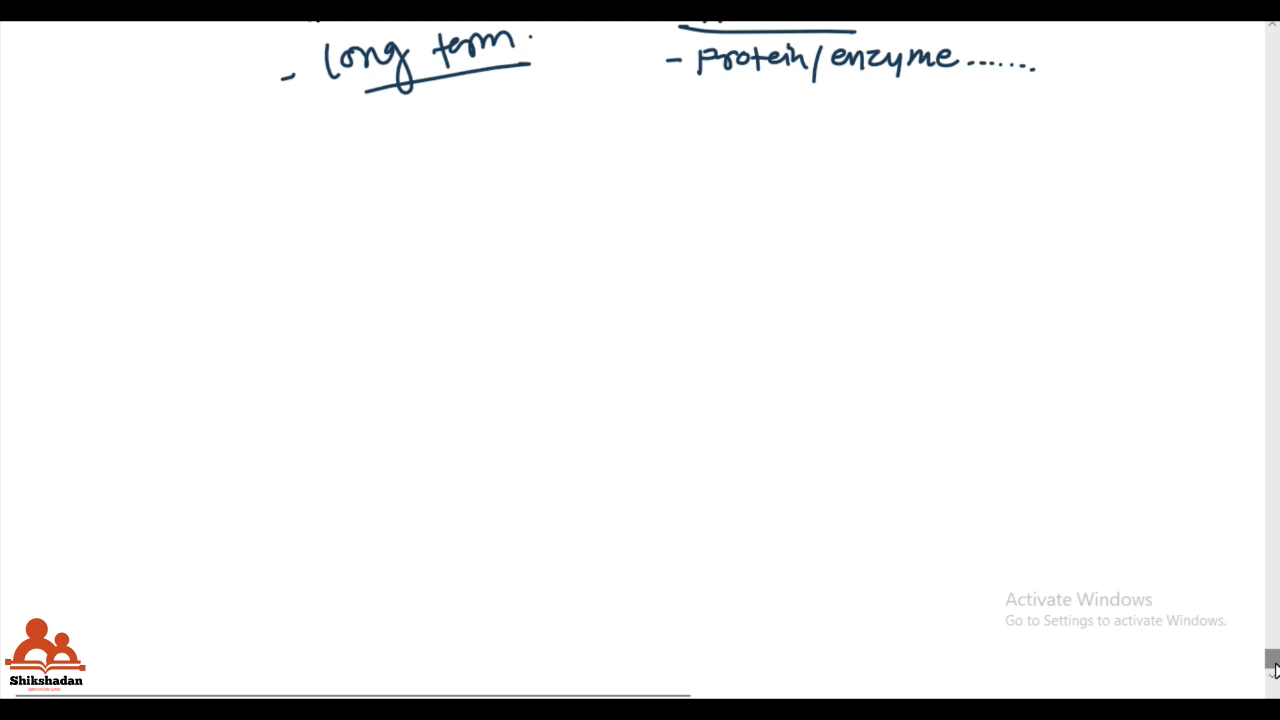 - long term.
- Protein/enzyme.......
Activate Windows
Go to Settings to activate Windows.
Shikshadan